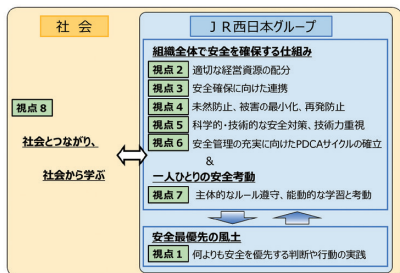 社会
JR西日本グループ
組織全体で安全を確保する仕組み
視点2 適切な経営資源の配分
視点3 安全確保に向けた連携
視点4 未然防止、被害の最小化、再発防止
視点5 科学的・技術的な安全対策、技術力重視
視点6 安全管理の充実に向けたPDCAサイクルの確立
&
一人ひとりの安全考動
視点7 主体的なルール遵守、能動的な学習と考動
安全最優先の風土
視点1 何よりも安全を優先する判断や行動の実践
視点8
社会とつながり、
社会から学ぶ